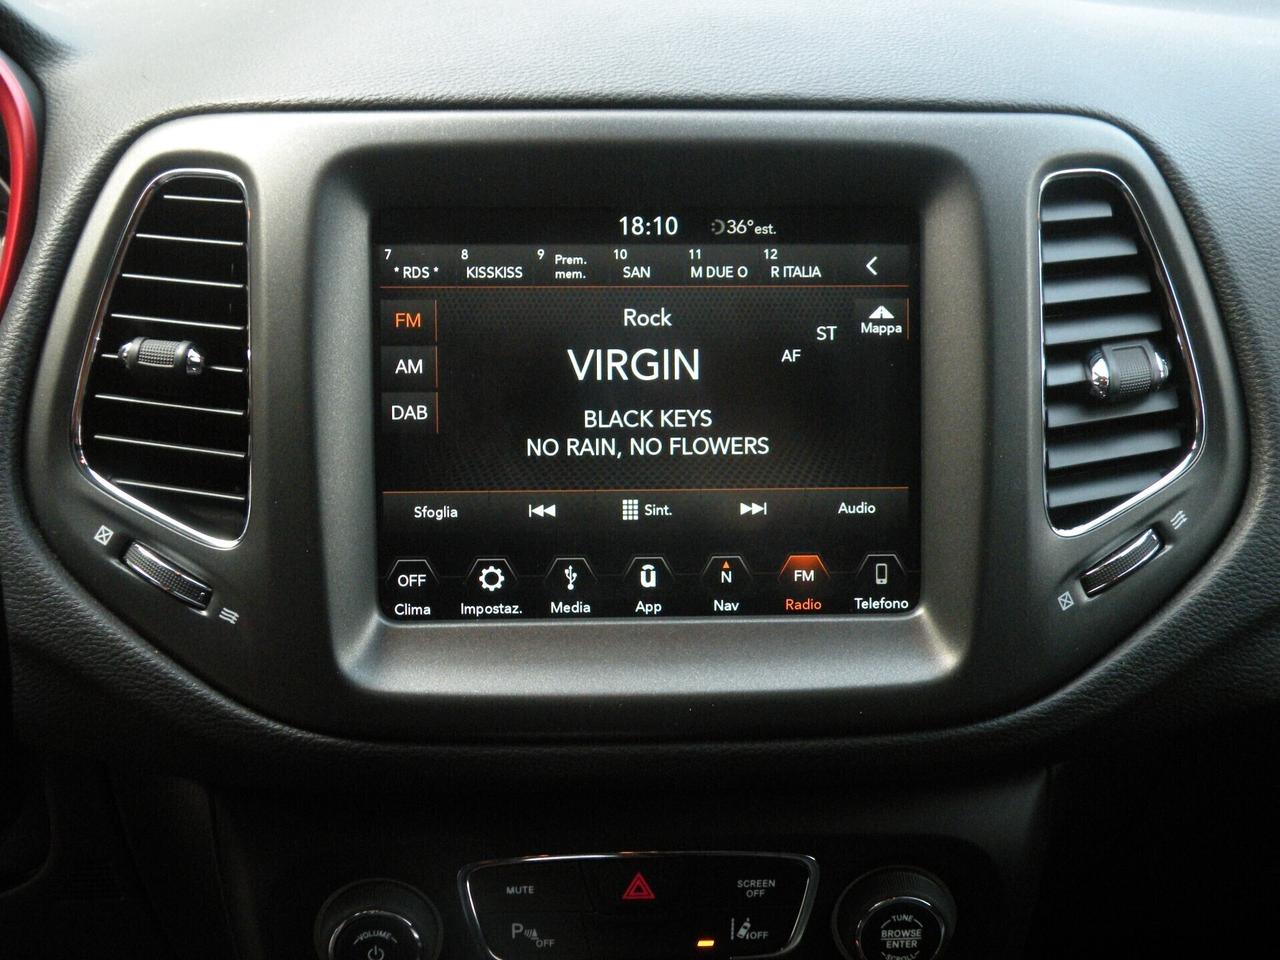 18:10 36° est.
7 8 9 Prem. 10 11 12
* RDS * KISSKISS mem. SAN M DUE O R ITALIA
FM Rock Mappa
ST
AM VIRGIN AF
DAB BLACK KEYS
NO RAIN, NO FLOWERS
Sfoglia Sint. Audio
OFF N FM
Clima Impostaz. Media App Nav Radio Telefono
MUTE SCREEN
OFF
P OFF OFF
VOLUME
TUNE
BROWSE
ENTER
SCROLL